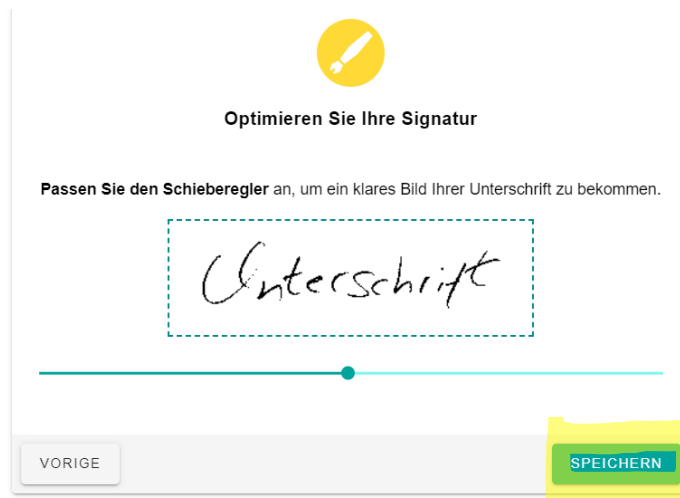 Optimieren Sie Ihre Signatur
Passen Sie den Schieberegler an, um ein klares Bild Ihrer Unterschrift zu bekommen.
Unterschrift
VORIGE
SPEICHERN